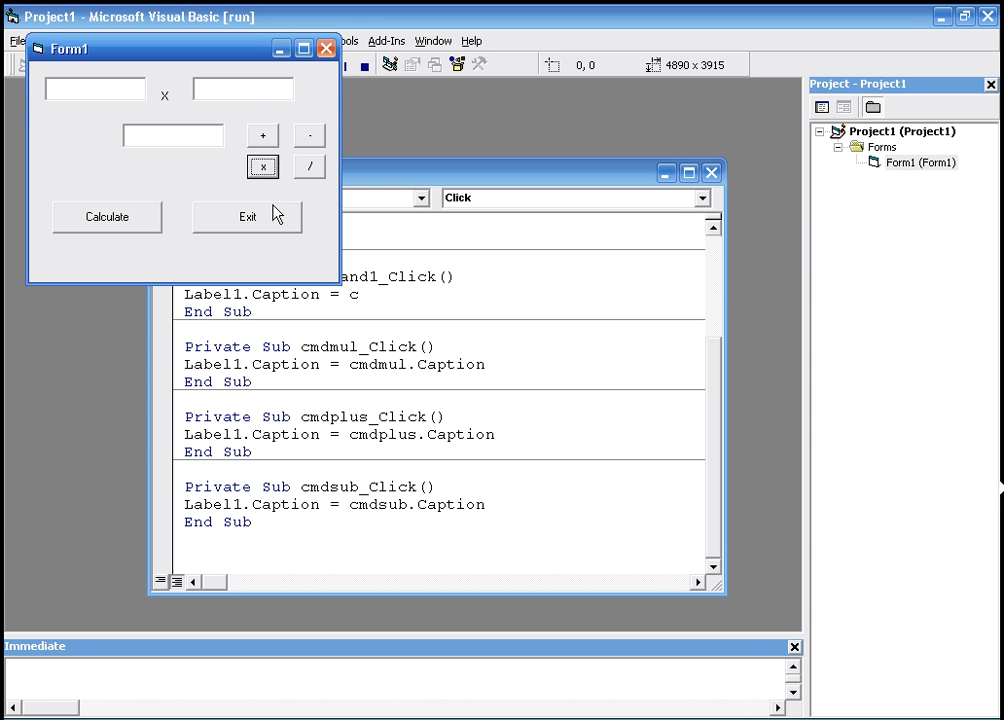 Project1 - Microsoft Visual Basic [run]
File
ools Add-Ins Window Help
0, 0 4890 x 3915
Form1
x
+ -
x /
Calculate Exit
Click
and1_Click()
Label1.Caption = c
End Sub
Private Sub cmdmul_Click()
Label1.Caption = cmdmul.Caption
End Sub
Private Sub cmdplus_Click()
Label1.Caption = cmdplus.Caption
End Sub
Private Sub cmdsub_Click()
Label1.Caption = cmdsub.Caption
End Sub
Project - Project1
Project1 (Project1)
Forms
Form1 (Form1)
Immediate